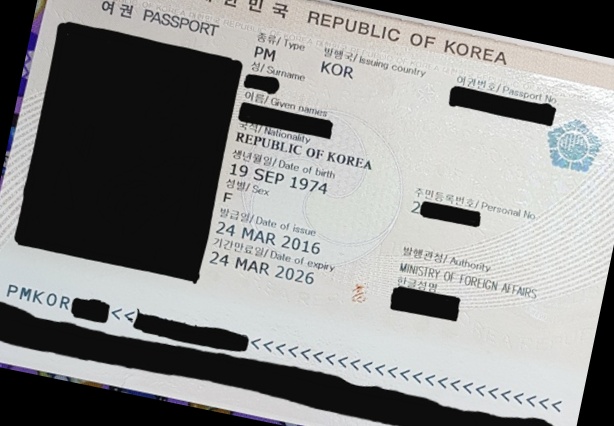 한 민 국 REPUBLIC OF KOREA
여권 PASSPORT
종류/ Type 발행국/ Issuing country 여권번호/ Passport No.
PM KOR
성/ Surname
이름/ Given names
국적/ Nationality
REPUBLIC OF KOREA
생년월일/ Date of birth 주민등록번호/ Personal No.
19 SEP 1974 2
성별/ Sex
F
발급일/ Date of issue 발행관청/ Authority
24 MAR 2016 MINISTRY OF FOREIGN AFFAIRS
기간만료일/ Date of expiry 한글성명
24 MAR 2026
PMKOR <<  <<<<<<<<<<<<<<<<<<<<<<<<<